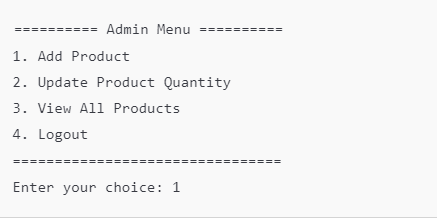 ========== Admin Menu ==========
1. Add Product
2. Update Product Quantity
3. View All Products
4. Logout
================================
Enter your choice: 1